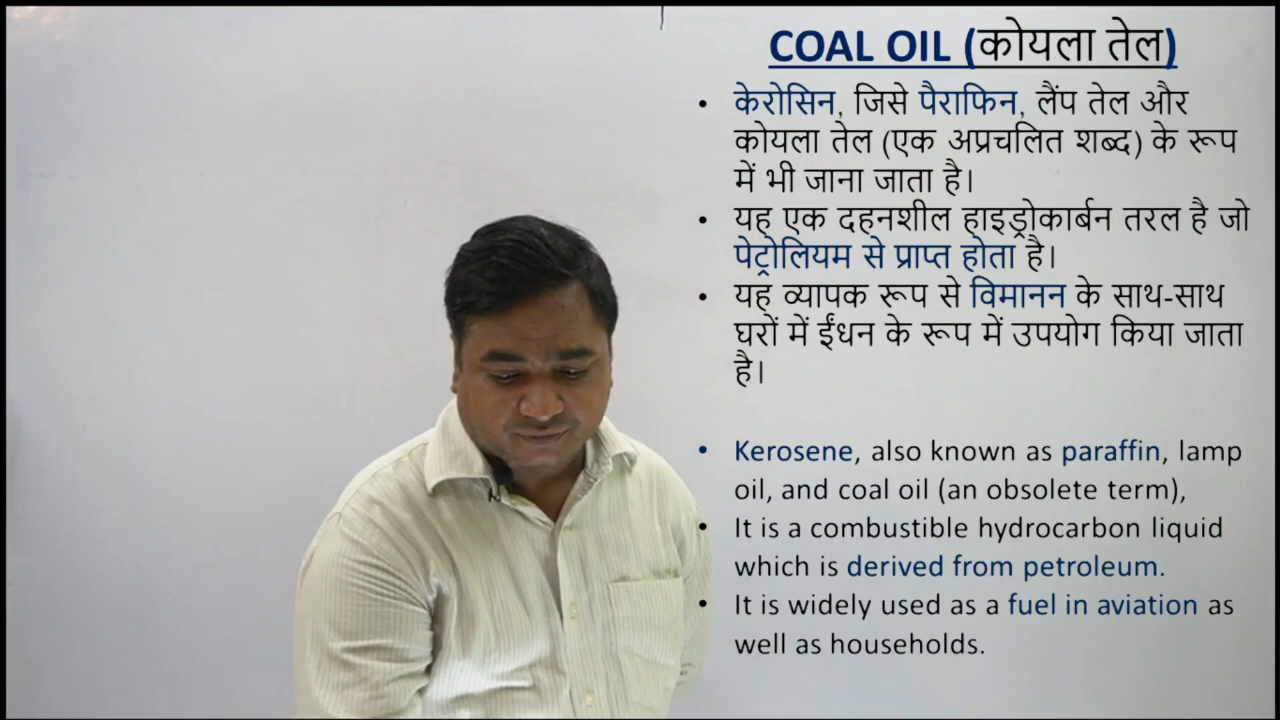 COAL OIL (कोयला तेल)
• केरोसिन, जिसे पैराफिन, लैंप तेल और
कोयला तेल (एक अप्रचलित शब्द) के रूप
में भी जाना जाता है।
• यह एक दहनशील हाइड्रोकार्बन तरल है जो
पेट्रोलियम से प्राप्त होता है।
• यह व्यापक रूप से विमानन के साथ-साथ
घरों में ईंधन के रूप में उपयोग किया जाता
है।
• Kerosene, also known as paraffin, lamp
oil, and coal oil (an obsolete term),
• It is a combustible hydrocarbon liquid
which is derived from petroleum.
• It is widely used as a fuel in aviation as
well as households.